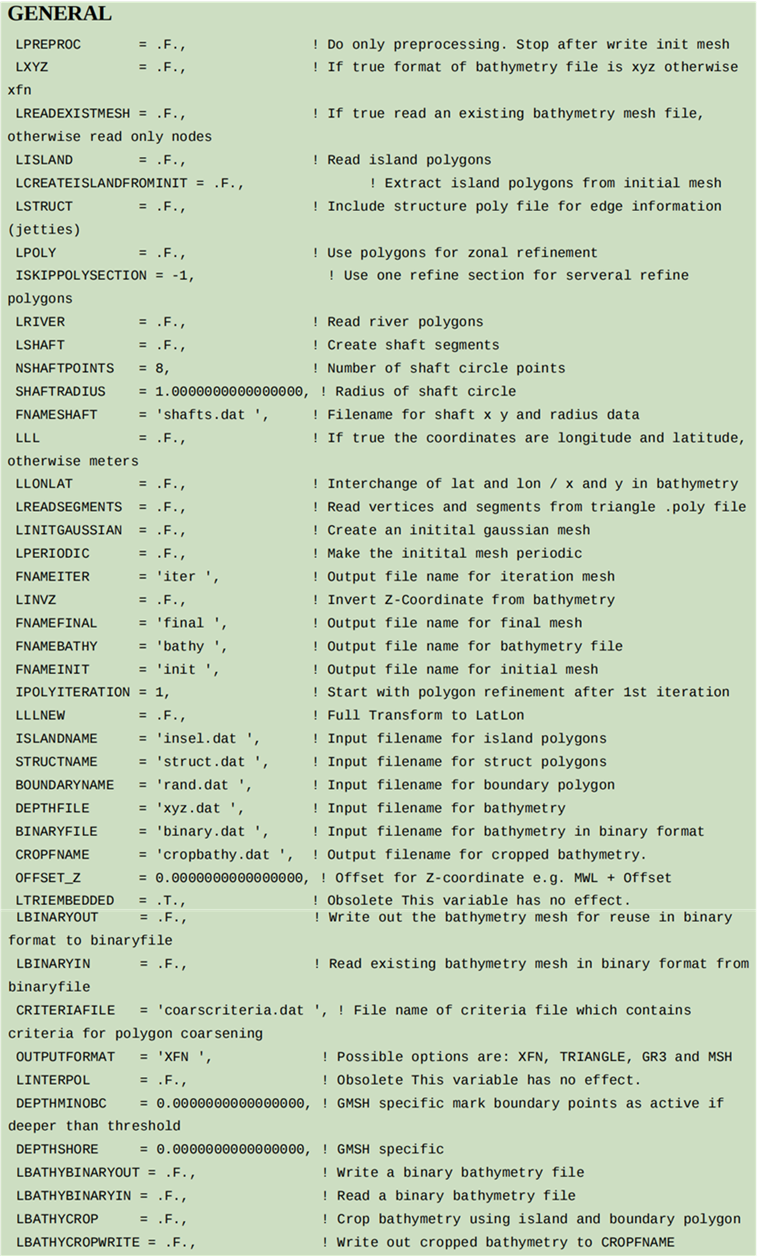 GENERAL
LPREPROC = .F., ! Do only preprocessing. Stop after write init mesh
LXYZ = .F., ! If true format of bathymetry file is xyz otherwise
xfn
LREADEXISTMESH = .F., ! If true read an existing bathymetry mesh file,
otherwise read only nodes
LISLAND = .F., ! Read island polygons
LCREATEISLANDFROMINIT = .F., ! Extract island polygons from initial mesh
LSTRUCT = .F., ! Include structure poly file for edge information
(jetties)
LPOLY = .F., ! Use polygons for zonal refinement
ISKIPPOLYSECTION = -1, ! Use one refine section for serveral refine
polygons
LRIVER = .F., ! Read river polygons
LSHAFT = .F., ! Create shaft segments
NSHAFTPOINTS = 8, ! Number of shaft circle points
SHAFTRADIUS = 1.0000000000000000, ! Radius of shaft circle
FNAMESHAFT = 'shafts.dat ', ! Filename for shaft x y and radius data
LLL = .F., ! If true the coordinates are longitude and latitude,
otherwise meters
LLONLAT = .F., ! Interchange of lat and lon / x and y in bathymetry
LREADSEGMENTS = .F., ! Read vertices and segments from triangle .poly file
LINITGAUSSIAN = .F., ! Create an initital gaussian mesh
LPERIODIC = .F., ! Make the initital mesh periodic
FNAMEITER = 'iter ', ! Output file name for iteration mesh
LINVZ = .F., ! Invert Z-Coordinate from bathymetry
FNAMEFINAL = 'final ', ! Output file name for final mesh
FNAMEBATHY = 'bathy ', ! Output file name for bathymetry file
FNAMEINIT = 'init ', ! Output file name for initial mesh
IPOLYITERATION = 1, ! Start with polygon refinement after 1st iteration
LLLNEW = .F., ! Full Transform to LatLon
ISLANDNAME = 'insel.dat ', ! Input filename for island polygons
STRUCTNAME = 'struct.dat ', ! Input filename for struct polygons
BOUNDARYNAME = 'rand.dat ', ! Input filename for boundary polygon
DEPTHFILE = 'xyz.dat ', ! Input filename for bathymetry
BINARYFILE = 'binary.dat ', ! Input filename for bathymetry in binary format
CROPFNAME = 'cropbathy.dat ', ! Output filename for cropped bathymetry.
OFFSET_Z = 0.0000000000000000, ! Offset for Z-coordinate e.g. MWL + Offset
LTRIEMBEDDED = .T., ! Obsolete This variable has no effect.
LBINARYOUT = .F., ! Write out the bathymetry mesh for reuse in binary
format to binaryfile
LBINARYIN = .F., ! Read existing bathymetry mesh in binary format from
binaryfile
CRITERIAFILE = 'coarscriteria.dat ', ! File name of criteria file which contains
criteria for polygon coarsening
OUTPUTFORMAT = 'XFN ', ! Possible options are: XFN, TRIANGLE, GR3 and MSH
LINTERPOL = .F., ! Obsolete This variable has no effect.
DEPTHMINOBC = 0.0000000000000000, ! GMSH specific mark boundary points as active if
deeper than threshold
DEPTHSHORE = 0.0000000000000000, ! GMSH specific
LBATHYBINARYOUT = .F., ! Write a binary bathymetry file
LBATHYBINARYIN = .F., ! Read a binary bathymetry file
LBATHYCROP = .F., ! Crop bathymetry using island and boundary polygon
LBATHYCROPWRITE = .F., ! Write out cropped bathymetry to CROPFNAME